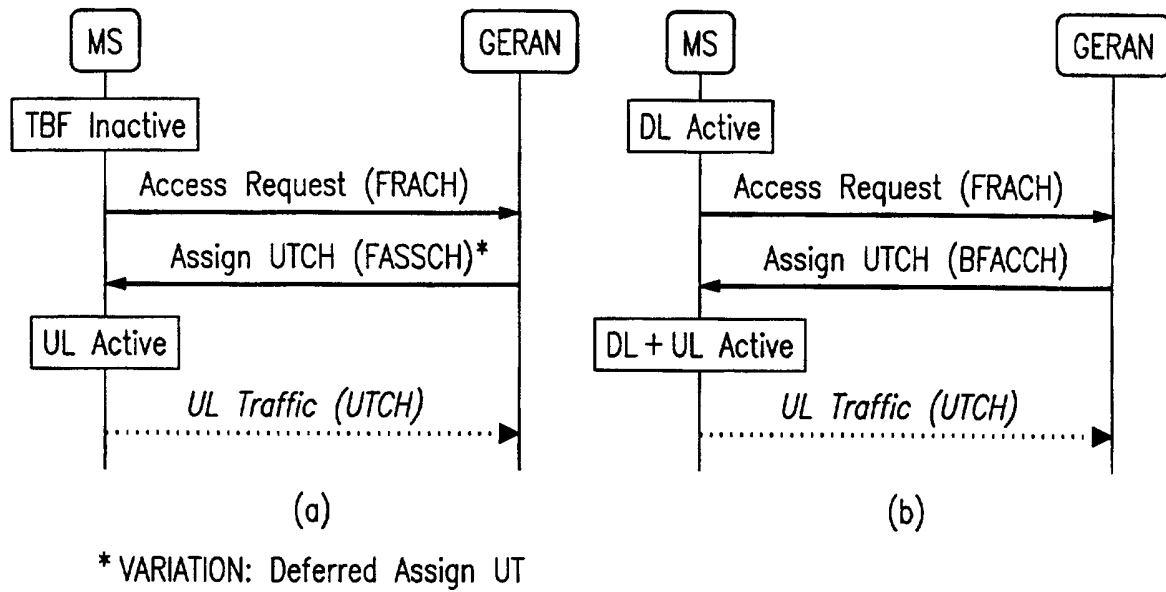 MS
GERAN
TBF Inactive
Access Request (FRACH)
Assign UTCH (FASSCH)*
UL Active
UL Traffic (UTCH)
(a)
MS
GERAN
DL Active
Access Request (FRACH)
Assign UTCH (BFACCH)
DL + UL Active
UL Traffic (UTCH)
(b)
* VARIATION: Deferred Assign UT